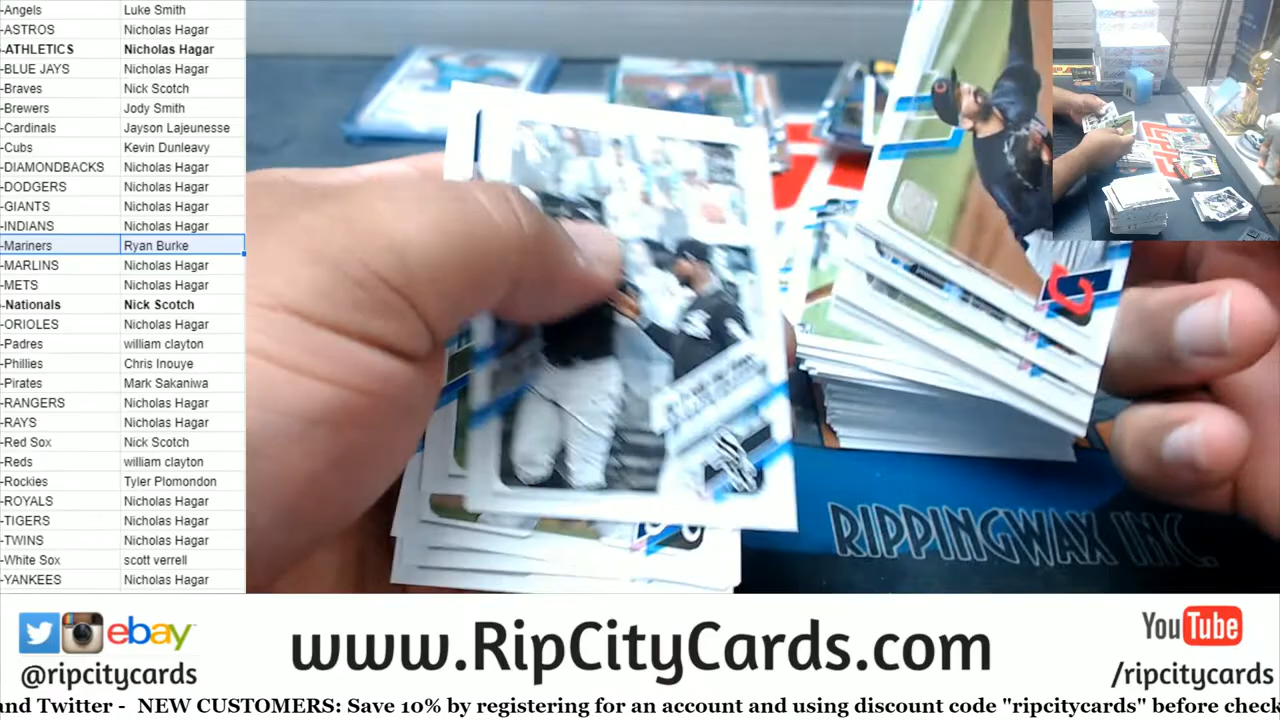 -Angels Luke Smith
-ASTROS Nicholas Hagar
-ATHLETICS Nicholas Hagar
-BLUE JAYS Nicholas Hagar
-Braves Nick Scotch
-Brewers Jody Smith
-Cardinals Jayson Lajeunesse
-Cubs Kevin Dunleavy
-DIAMONDBACKS Nicholas Hagar
-DODGERS Nicholas Hagar
-GIANTS Nicholas Hagar
-INDIANS Nicholas Hagar
-Mariners Ryan Burke
-MARLINS Nicholas Hagar
-METS Nicholas Hagar
-Nationals Nick Scotch
-ORIOLES Nicholas Hagar
-Padres william clayton
-Phillies Chris Inouye
-Pirates Mark Sakaniwa
-RANGERS Nicholas Hagar
-RAYS Nicholas Hagar
-Red Sox Nick Scotch
-Reds william clayton
-Rockies Tyler Plomondon
-ROYALS Nicholas Hagar
-TIGERS Nicholas Hagar
-TWINS Nicholas Hagar
-White Sox scott verrell
-YANKEES Nicholas Hagar
RIPPINGWAX INC.
ebay
@ripcitycards
www.RipCityCards.com
YouTube
/ripcitycards
and Twitter - NEW CUSTOMERS: Save 10% by registering for an account and using discount code "ripcitycards" before check